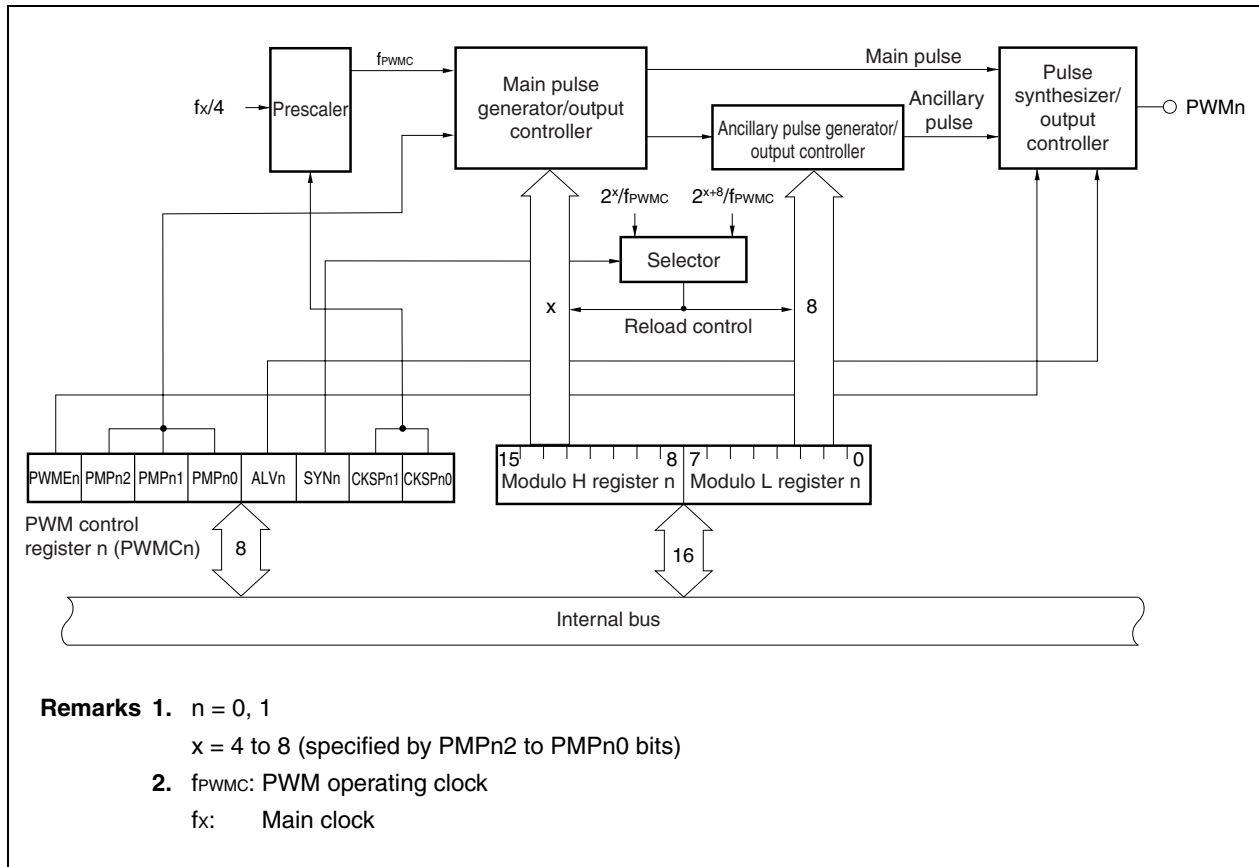 fPWMC
Main pulse
fx/4
Prescaler
Main pulse
generator/output
controller
Ancillary
pulse
Ancillary pulse generator/
output controller
Pulse
synthesizer/
output
controller
PWMn
2^x/fPWMC
2^x+8/fPWMC
Selector
x
Reload control
8
PWMEn PMPn2 PMPn1 PMPn0 ALVn SYNn CKSPn1 CKSPn0
15 8 7 0
Modulo H register n Modulo L register n
PWM control
register n (PWMCn)
8
16
Internal bus
Remarks 1. n = 0, 1
x = 4 to 8 (specified by PMPn2 to PMPn0 bits)
2. fPWMC: PWM operating clock
fx: Main clock